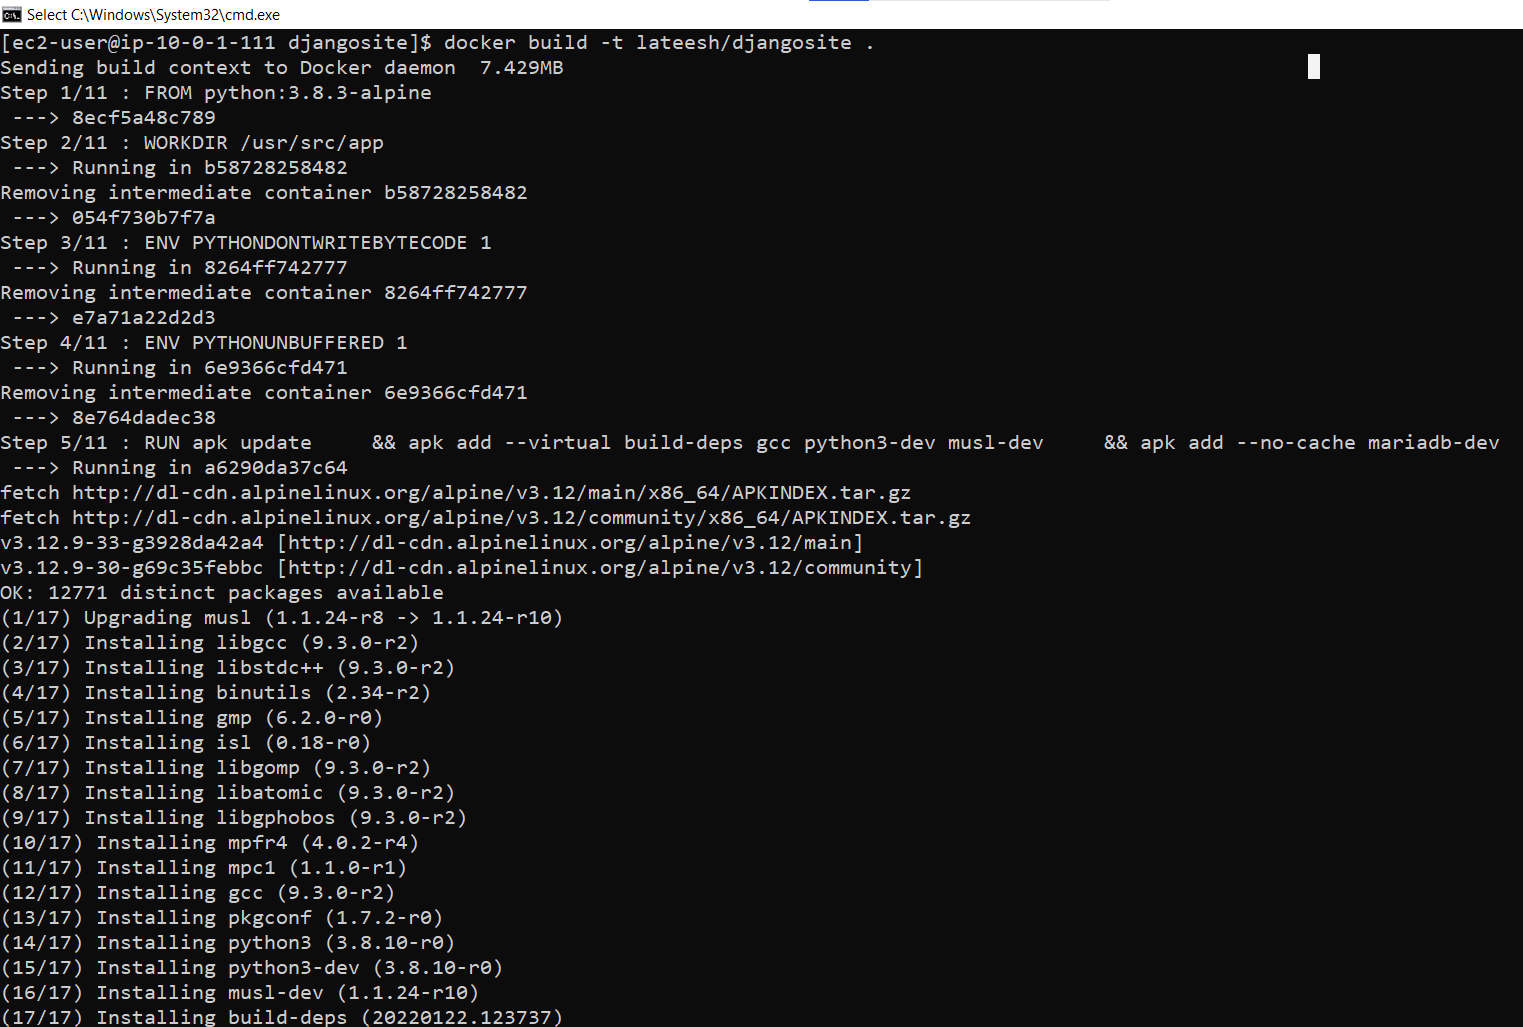 Select C:\Windows\System32\cmd.exe
[ec2-user@ip-10-0-1-111 djangosite]$ docker build -t lateesh/djangosite .
Sending build context to Docker daemon  7.429MB
Step 1/11 : FROM python:3.8.3-alpine
 ---> 8ecf5a48c789
Step 2/11 : WORKDIR /usr/src/app
 ---> Running in b58728258482
Removing intermediate container b58728258482
 ---> 054f730b7f7a
Step 3/11 : ENV PYTHONDONTWRITEBYTECODE 1
 ---> Running in 8264ff742777
Removing intermediate container 8264ff742777
 ---> e7a71a22d2d3
Step 4/11 : ENV PYTHONUNBUFFERED 1
 ---> Running in 6e9366cfd471
Removing intermediate container 6e9366cfd471
 ---> 8e764dadec38
Step 5/11 : RUN apk update     && apk add --virtual build-deps gcc python3-dev musl-dev     && apk add --no-cache mariadb-dev
 ---> Running in a6290da37c64
fetch http://dl-cdn.alpinelinux.org/alpine/v3.12/main/x86_64/APKINDEX.tar.gz
fetch http://dl-cdn.alpinelinux.org/alpine/v3.12/community/x86_64/APKINDEX.tar.gz
v3.12.9-33-g3928da42a4 [http://dl-cdn.alpinelinux.org/alpine/v3.12/main]
v3.12.9-30-g69c35febbc [http://dl-cdn.alpinelinux.org/alpine/v3.12/community]
OK: 12771 distinct packages available
(1/17) Upgrading musl (1.1.24-r8 -> 1.1.24-r10)
(2/17) Installing libgcc (9.3.0-r2)
(3/17) Installing libstdc++ (9.3.0-r2)
(4/17) Installing binutils (2.34-r2)
(5/17) Installing gmp (6.2.0-r0)
(6/17) Installing isl (0.18-r0)
(7/17) Installing libgomp (9.3.0-r2)
(8/17) Installing libatomic (9.3.0-r2)
(9/17) Installing libgphobos (9.3.0-r2)
(10/17) Installing mpfr4 (4.0.2-r4)
(11/17) Installing mpc1 (1.1.0-r1)
(12/17) Installing gcc (9.3.0-r2)
(13/17) Installing pkgconf (1.7.2-r0)
(14/17) Installing python3 (3.8.10-r0)
(15/17) Installing python3-dev (3.8.10-r0)
(16/17) Installing musl-dev (1.1.24-r10)
(17/17) Installing build-deps (20220122.123737)